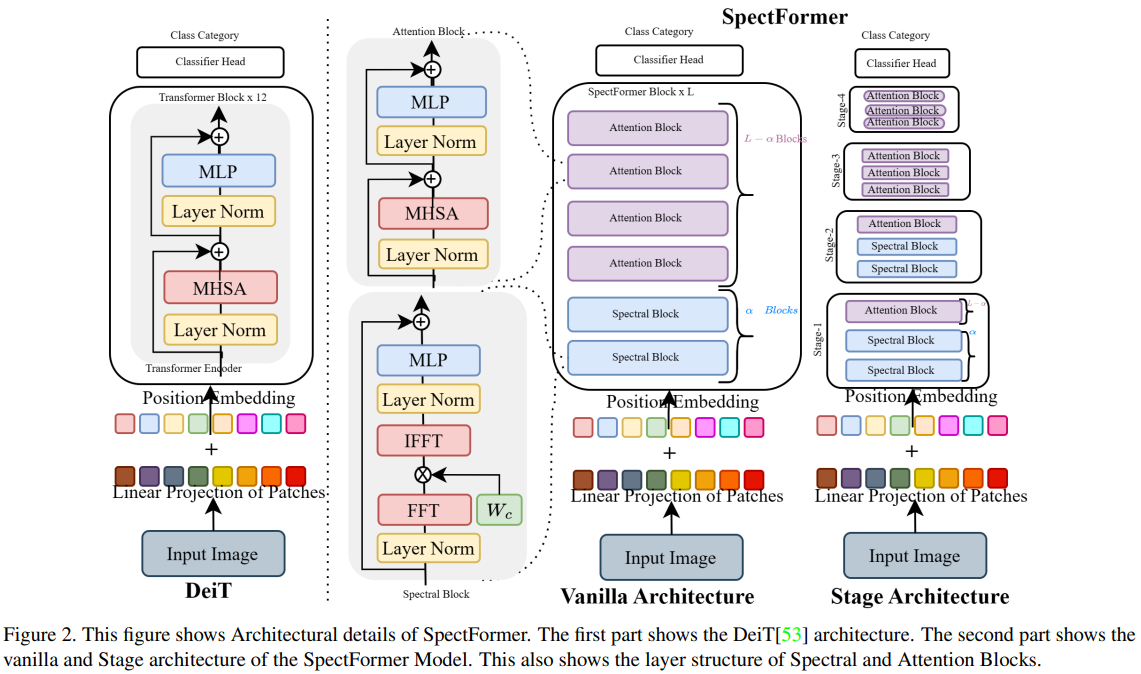 SpectFormer
Class Category
Classifier Head
Transformer Block x 12
MLP
Layer Norm
MHSA
Layer Norm
Transformer Encoder
Position Embedding
+
Linear Projection of Patches
Input Image
DeiT
Attention Block
MLP
Layer Norm
MHSA
Layer Norm
MLP
Layer Norm
IFFT
FFT
W_c
Layer Norm
Spectral Block
Class Category
Classifier Head
SpectFormer Block x L
Attention Block
Attention Block
Attention Block
Attention Block
L − α Blocks
Spectral Block
Spectral Block
α Blocks
Position Embedding
+
Linear Projection of Patches
Input Image
Vanilla Architecture
Class Category
Classifier Head
Stage-4
Attention Block
Attention Block
Attention Block
Stage-3
Attention Block
Attention Block
Attention Block
Stage-2
Attention Block
Spectral Block
Spectral Block
Stage-1
Attention Block
L − α
Spectral Block
α
Spectral Block
Position Embedding
+
Linear Projection of Patches
Input Image
Stage Architecture
Figure 2. This figure shows Architectural details of SpectFormer. The first part shows the DeiT[53] architecture. The second part shows the
vanilla and Stage architecture of the SpectFormer Model. This also shows the layer structure of Spectral and Attention Blocks.